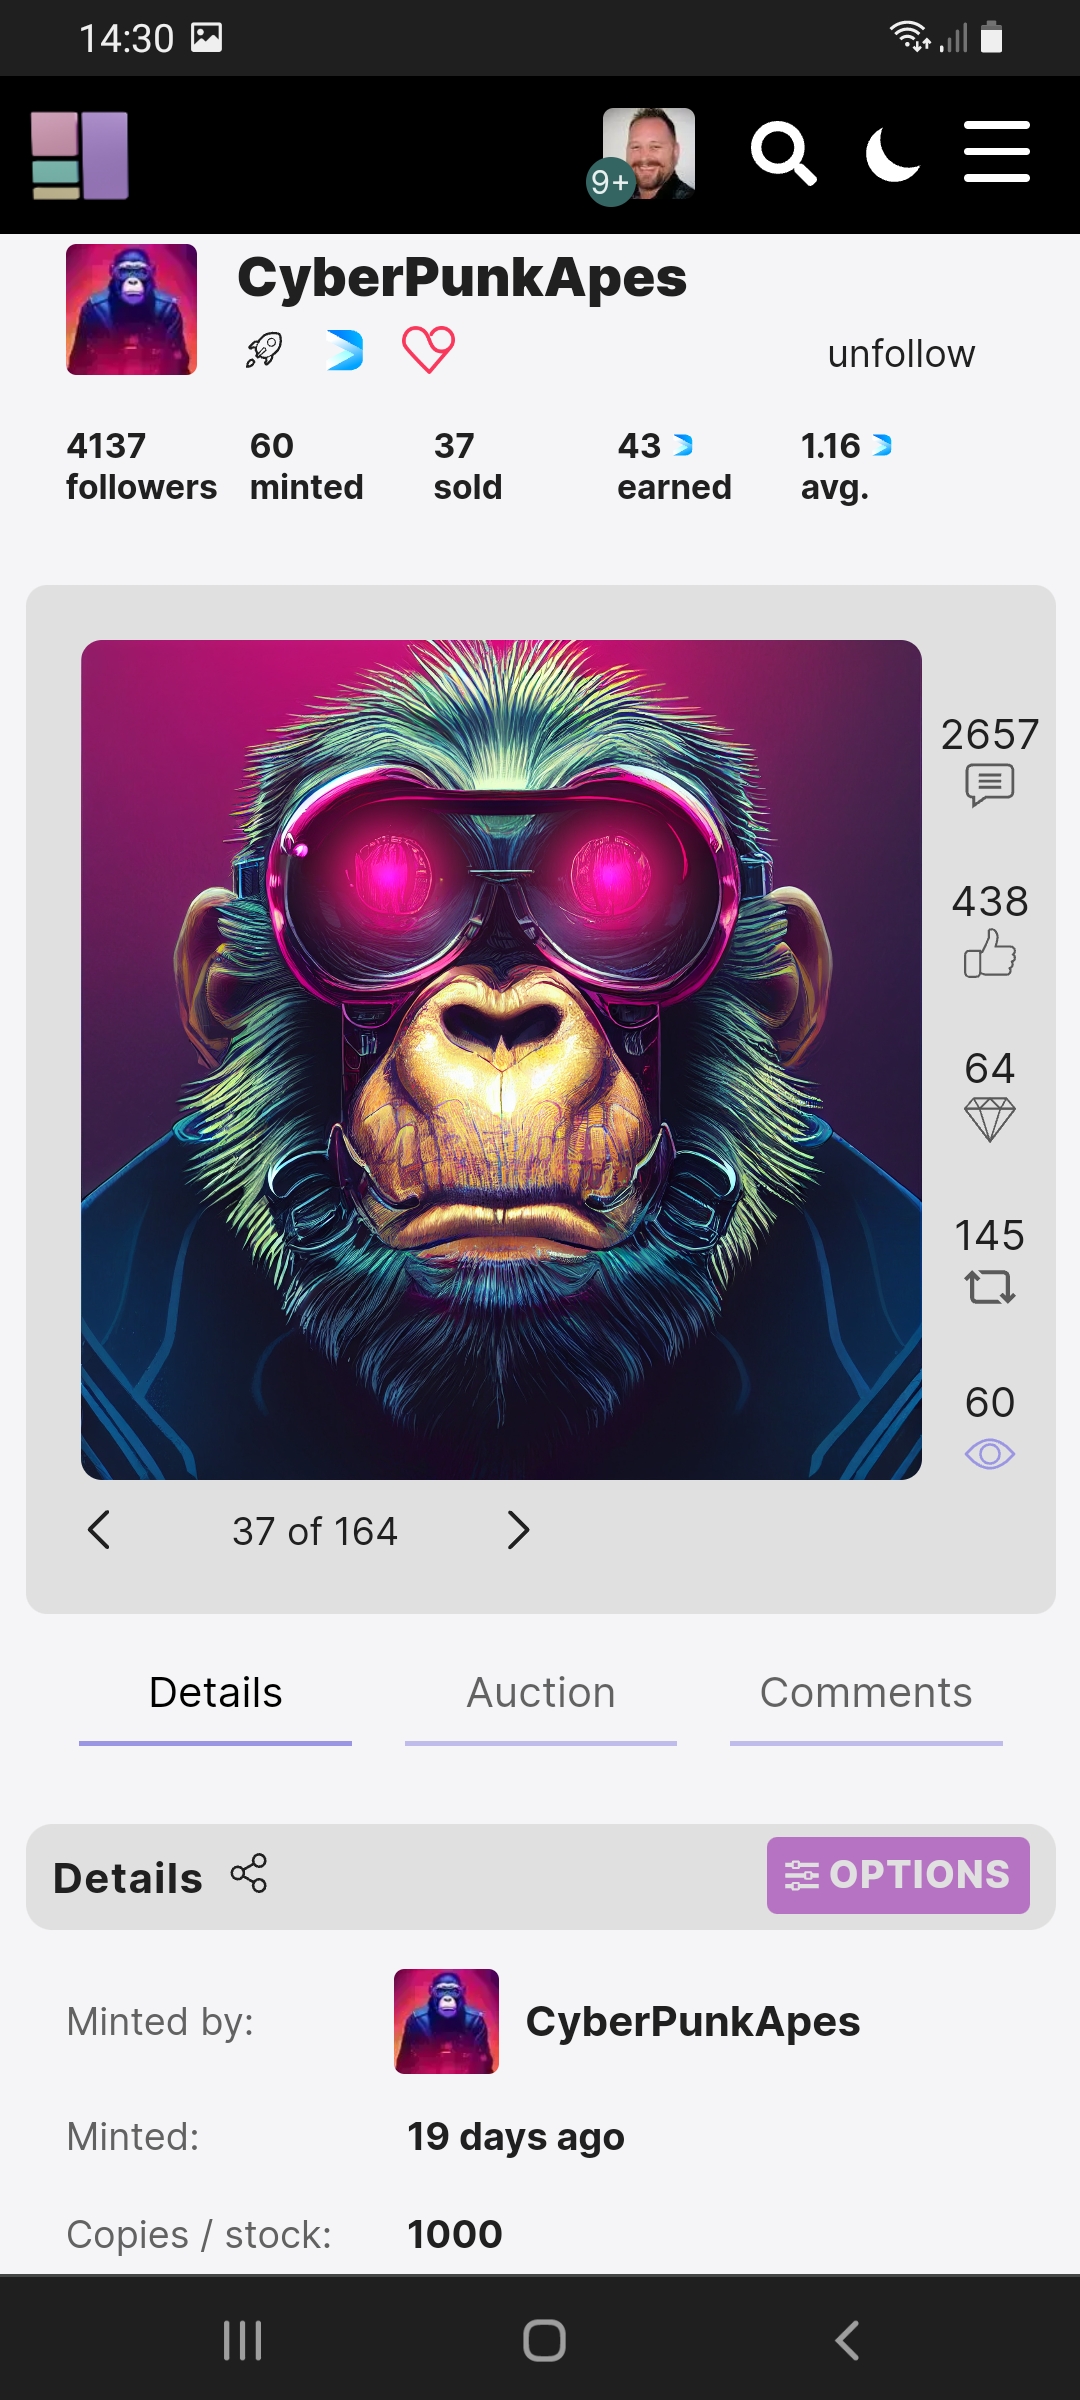 14:30
9+
CyberPunkApes
unfollow
4137 followers
60 minted
37 sold
43 earned
1.16 avg.
2657
438
64
145
60
37 of 164
Details
Auction
Comments
Details
OPTIONS
Minted by:
CyberPunkApes
Minted:
19 days ago
Copies / stock:
1000